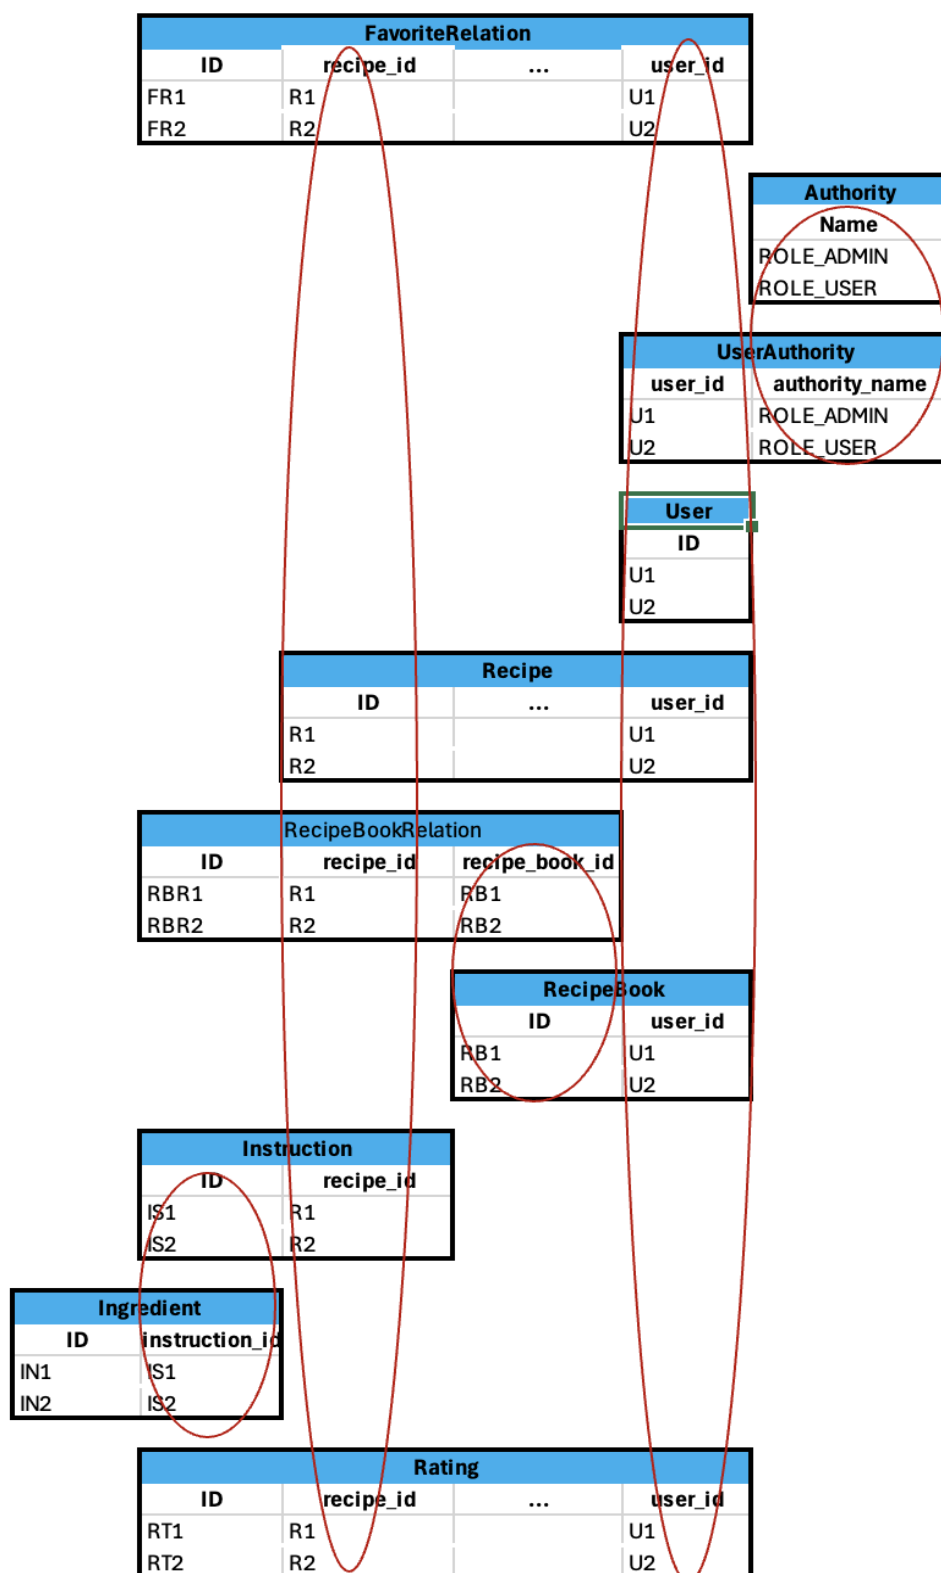 FavoriteRelation
ID recipe_id ... user_id
FR1 R1 U1
FR2 R2 U2
Authority
Name
ROLE_ADMIN
ROLE_USER
UserAuthority
user_id authority_name
U1 ROLE_ADMIN
U2 ROLE_USER
User
ID
U1
U2
Recipe
ID ... user_id
R1 U1
R2 U2
RecipeBookRelation
ID recipe_id recipe_book_id
RBR1 R1 RB1
RBR2 R2 RB2
RecipeBook
ID user_id
RB1 U1
RB2 U2
Instruction
ID recipe_id
IS1 R1
IS2 R2
Ingredient
ID instruction_id
IN1 IS1
IN2 IS2
Rating
ID recipe_id ... user_id
RT1 R1 U1
RT2 R2 U2